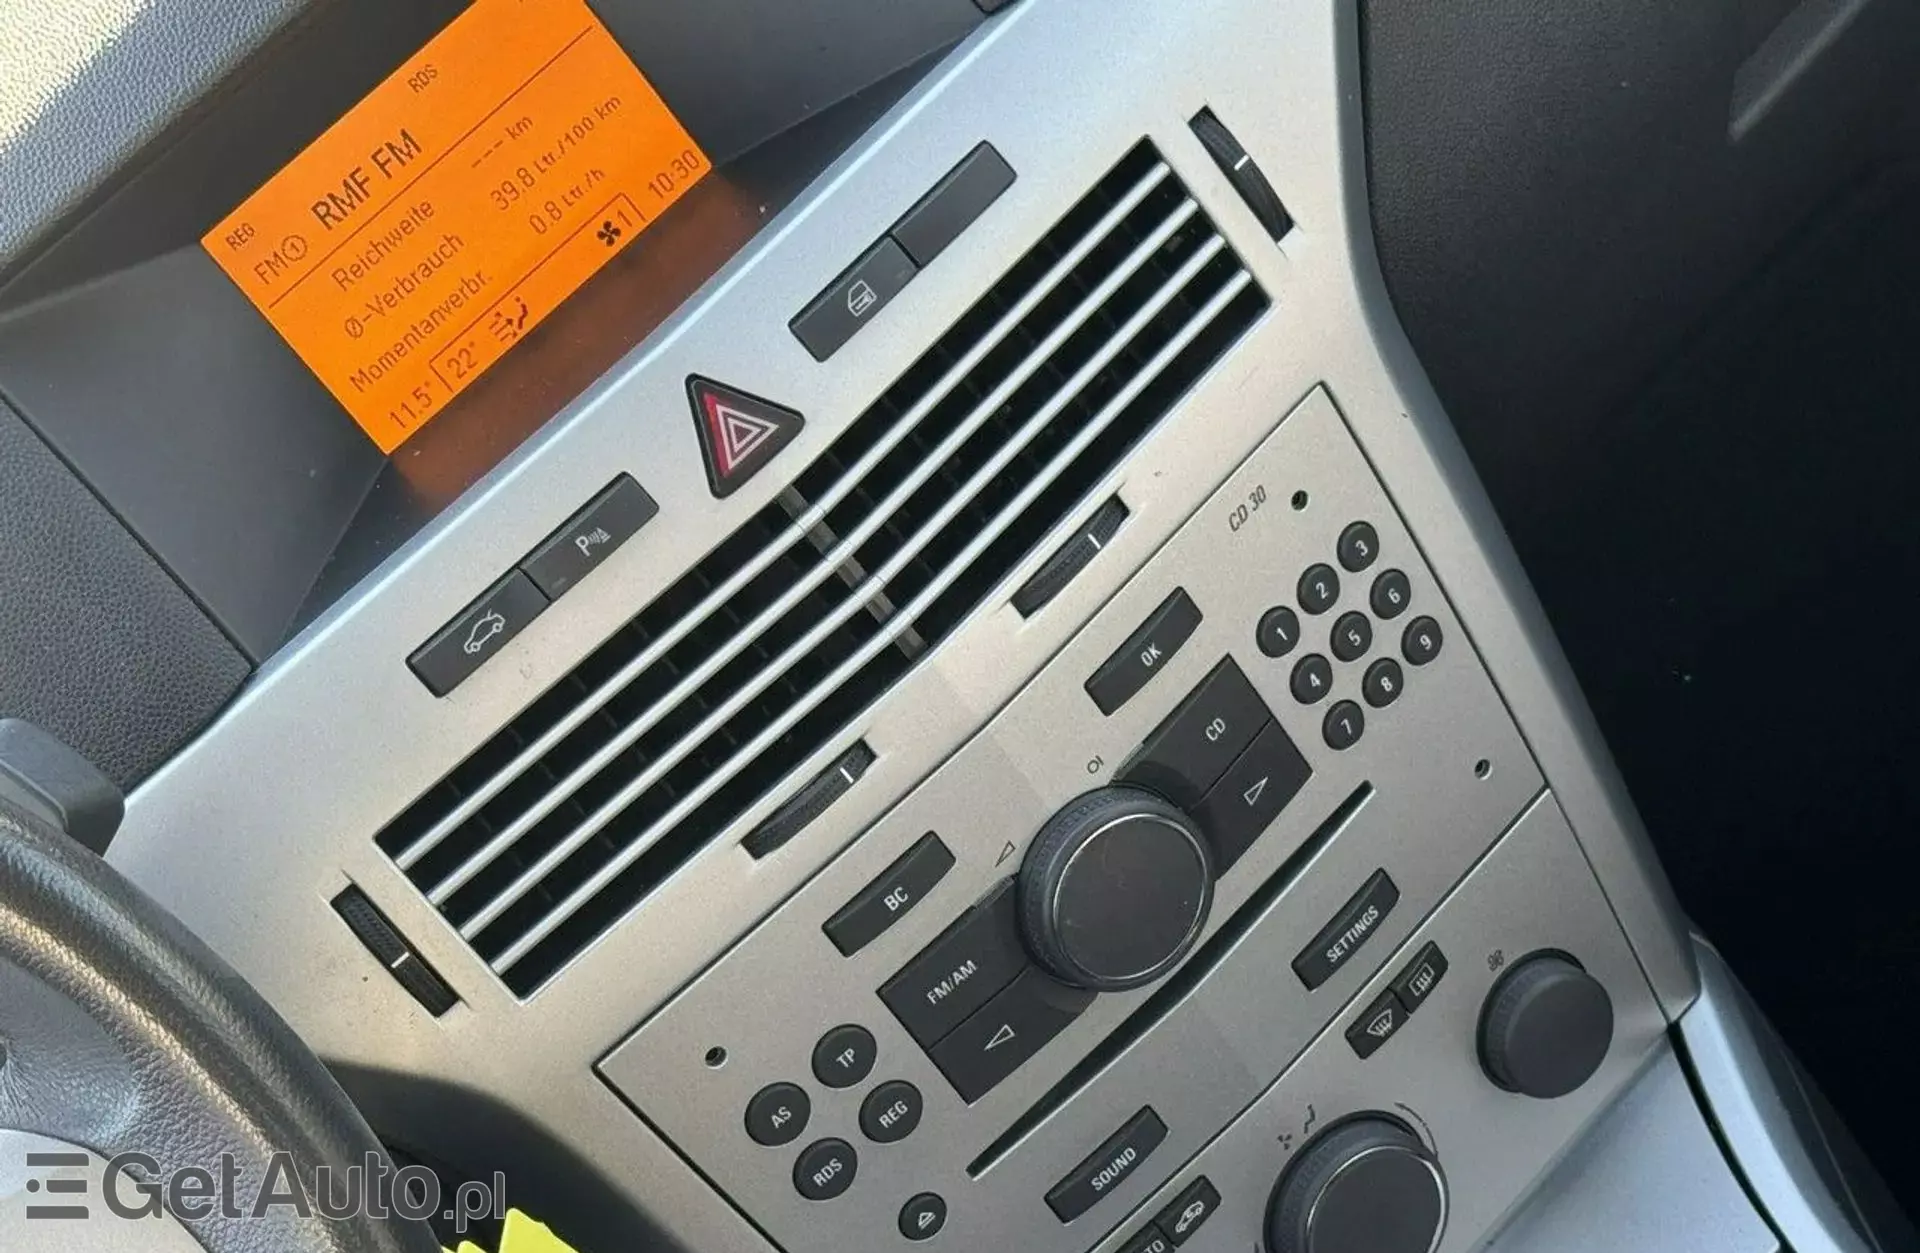 RDS
REG
FM① RMF FM
Reichweite --- km
Ø-Verbrauch 39.8 Ltr./100 km
Momentanverbr. 0.8 Ltr./h
11.5° 22° 1 10:30
P
CD 30
OK
CD
1 2 3
4 5 6
7 8 9
BC
FM/AM
SETTINGS
TP
AS
REG
RDS
SOUND
GetAuto.pl